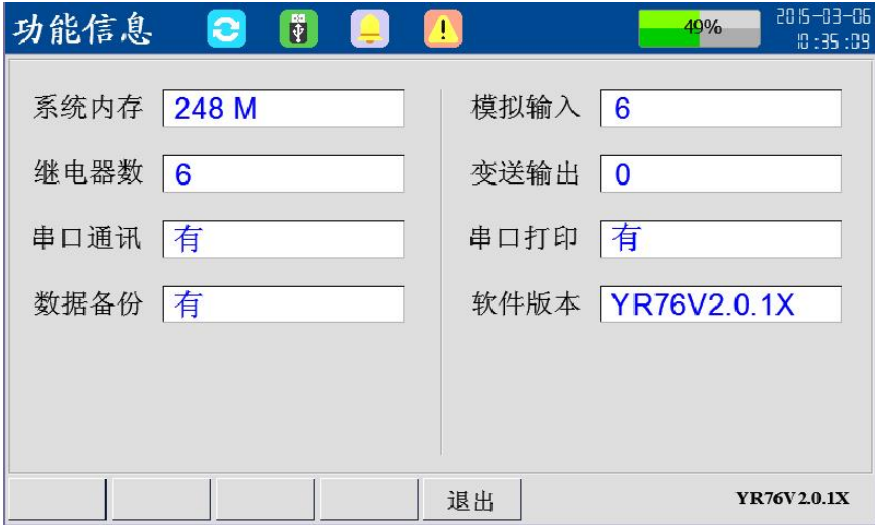 功能信息
49%
2015-03-06
10:35:09
系统内存 248 M
模拟输入 6
继电器数 6
变送输出 0
串口通讯 有
串口打印 有
数据备份 有
软件版本 YR76V2.0.1X
退出
YR76V2.0.1X